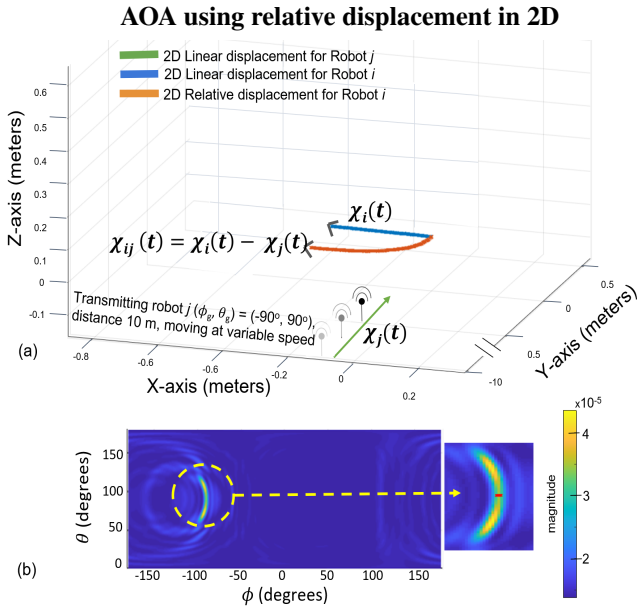 AOA using relative displacement in 2D
2D Linear displacement for Robot j
2D Linear displacement for Robot i
2D Relative displacement for Robot i
0.6
0.5
0.4
0.3
0.2
0.1
0
-0.1
Z-axis (meters)
χi(t)
χij (t) = χi(t) − χj(t)
Transmitting robot j (ϕg, θg) = (-90º, 90º),
distance 10 m, moving at variable speed
χj(t)
(a)
-0.8
-0.6
-0.6
-0.2
0
0.2
X-axis (meters)
0.5
0
0.5
-10
Y-axis (meters)
150
100
50
0
θ (degrees)
-150
-100
-50
0
50
100
150
ϕ (degrees)
(b)
x10-5
4
3
2
magnitude